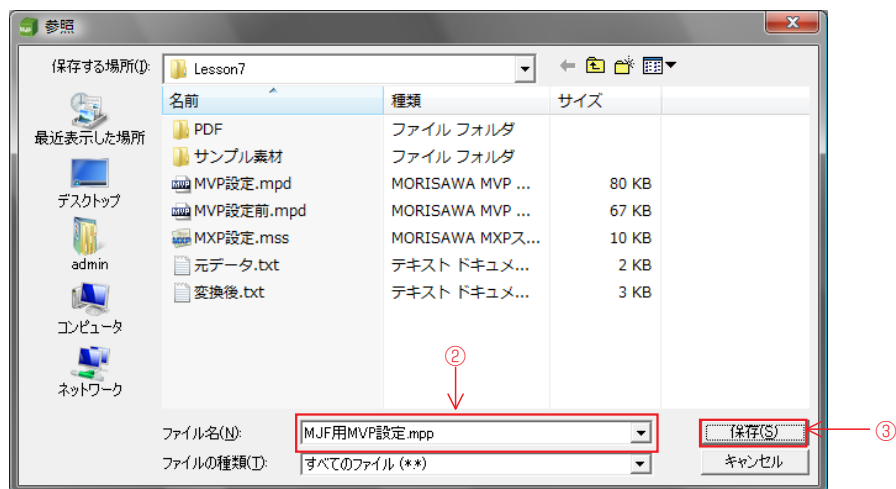 参照
保存する場所(I): Lesson7
名前 種類 サイズ
最近表示した場所
デスクトップ
admin
コンピュータ
ネットワーク
PDF ファイル フォルダ
サンプル素材 ファイル フォルダ
MVP設定.mpd MORISAWA MVP ... 80 KB
MVP設定前.mpd MORISAWA MVP ... 67 KB
MXP設定.mss MORISAWA MXPス... 10 KB
元データ.txt テキスト ドキュメ... 2 KB
変換後.txt テキスト ドキュメ... 3 KB
②
ファイル名(N): MJF用MVP設定.mpp 保存(S) ③
ファイルの種類(T): すべてのファイル (*.*) キャンセル